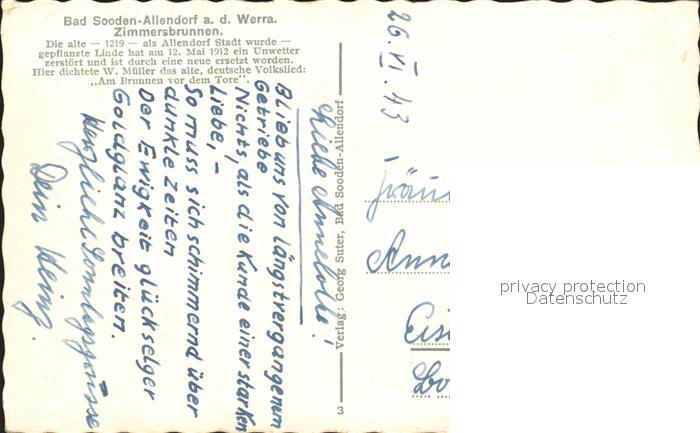 Bad Sooden-Allendorf a. d. Werra.
Zimmersbrunnen.
Die alte — 1219 — als Allendorf Stadt wurde —
gepflanzte Linde hat am 12. Mai 1912 ein Unwetter
zerstört und ist durch eine neue ersetzt worden.
Hier dichtete W. Müller das alte, deutsche Volkslied:
„Am Brunnen vor dem Tore".
26. VI. 43
Liebe Annelotte!
Blieb uns von längstvergangenem
Getriebe
Nichts, als die Kunde einer starken
Liebe,-
So muss sich schimmernd über
dunkle Zeiten
Der Ewigkeit glückselger
Goldglanz breiten.
Herzliche Sonntagsgrüsse
Dein Heinz.
Verlag: Georg Suter, Bad Sooden-Allendorf
3
privacy protection
Datenschutz